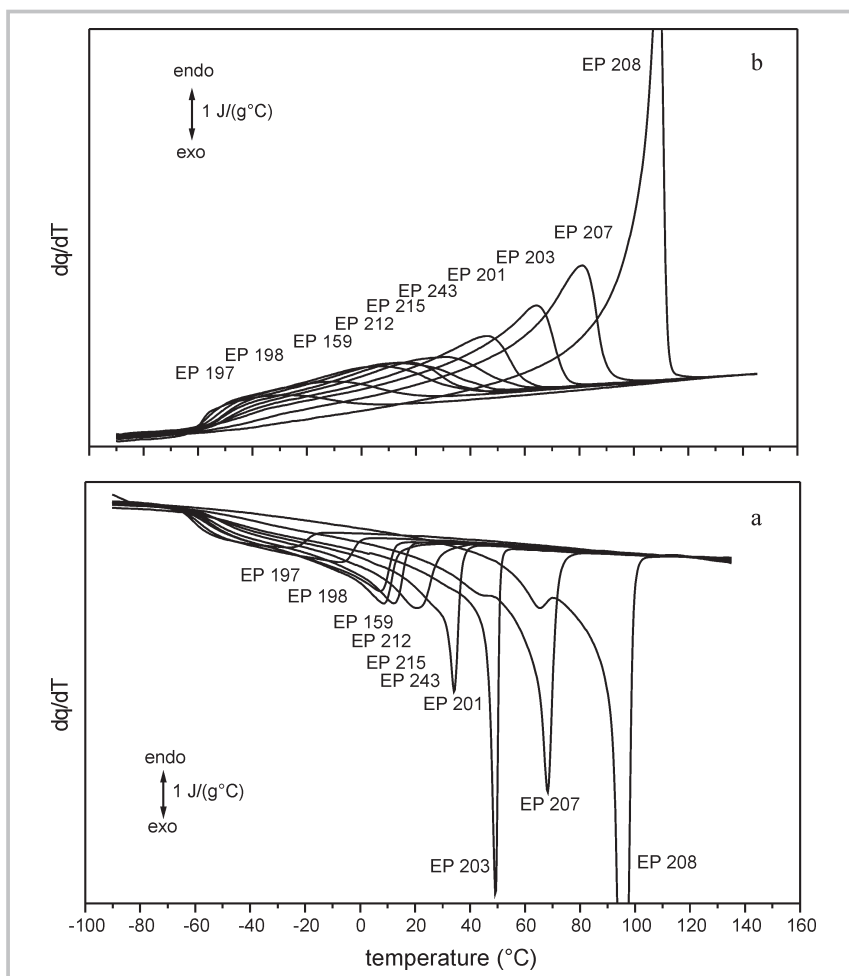 b
endo
1 J/(g°C)
exo
EP 208
EP 207
EP 203
EP 201
EP 243
EP 215
EP 212
EP 159
EP 198
EP 197
dq/dT
a
EP 197
EP 198
EP 159
EP 212
EP 215
EP 243
EP 201
endo
1 J/(g°C)
exo
EP 207
EP 203
EP 208
dq/dT
-100 -80 -60 -40 -20 0 20 40 60 80 100 120 140 160
temperature (°C)